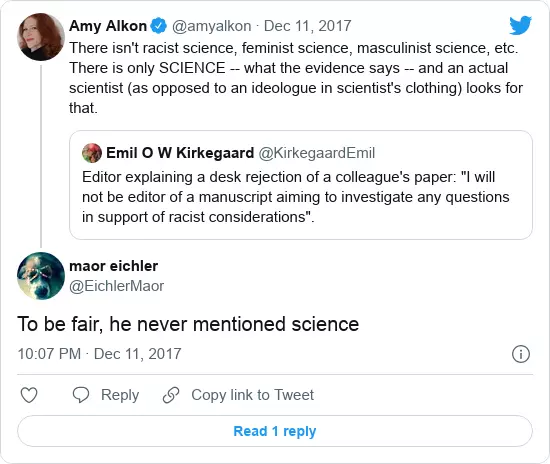 Amy Alkon @amyalkon · Dec 11, 2017
There isn't racist science, feminist science, masculinist science, etc.
There is only SCIENCE -- what the evidence says -- and an actual
scientist (as opposed to an ideologue in scientist's clothing) looks for
that.
Emil O W Kirkegaard @KirkegaardEmil
Editor explaining a desk rejection of a colleague's paper: "I will
not be editor of a manuscript aiming to investigate any questions
in support of racist considerations".
maor eichler
@EichlerMaor
To be fair, he never mentioned science
10:07 PM · Dec 11, 2017
Reply Copy link to Tweet
Read 1 reply